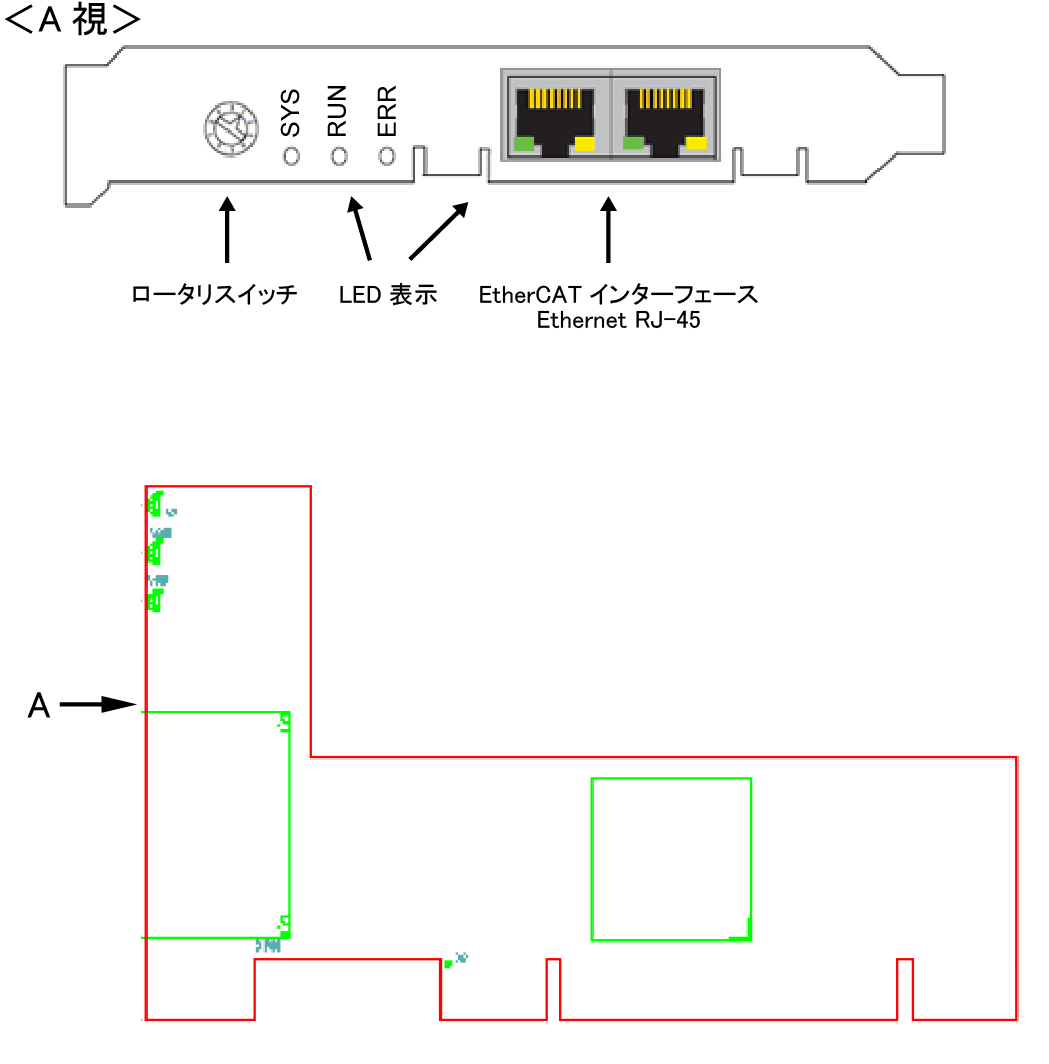 ＜A 視＞
SYS
RUN
ERR
ロータリスイッチ
LED 表示
EtherCAT インターフェース
Ethernet RJ-45
A